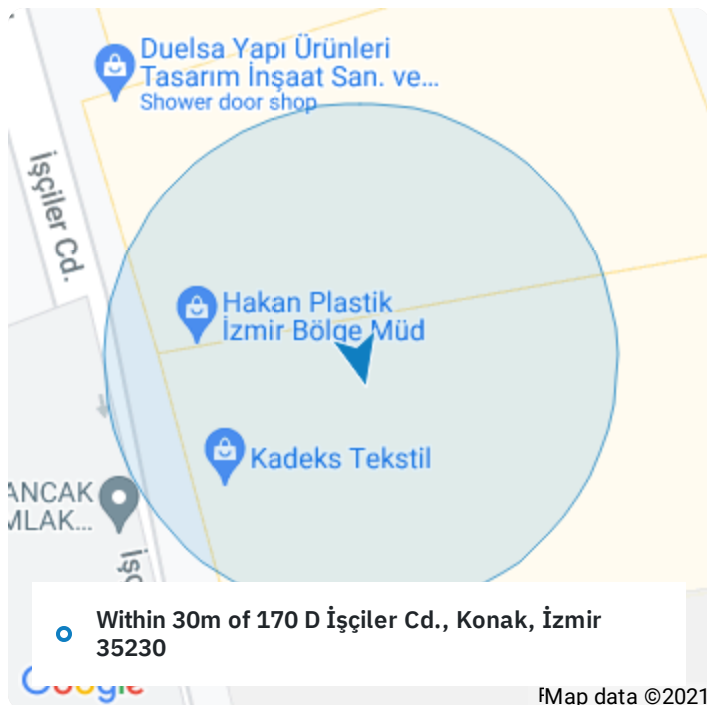 Duelsa Yapı Ürünleri
Tasarım İnşaat San. ve...
Shower door shop
İşçiler Cd.
Hakan Plastik
İzmir Bölge Müd
Kadeks Tekstil
ANCAK
MLAK...
Within 30m of 170 D İşçiler Cd., Konak, İzmir
35230
Google
Map data ©2021